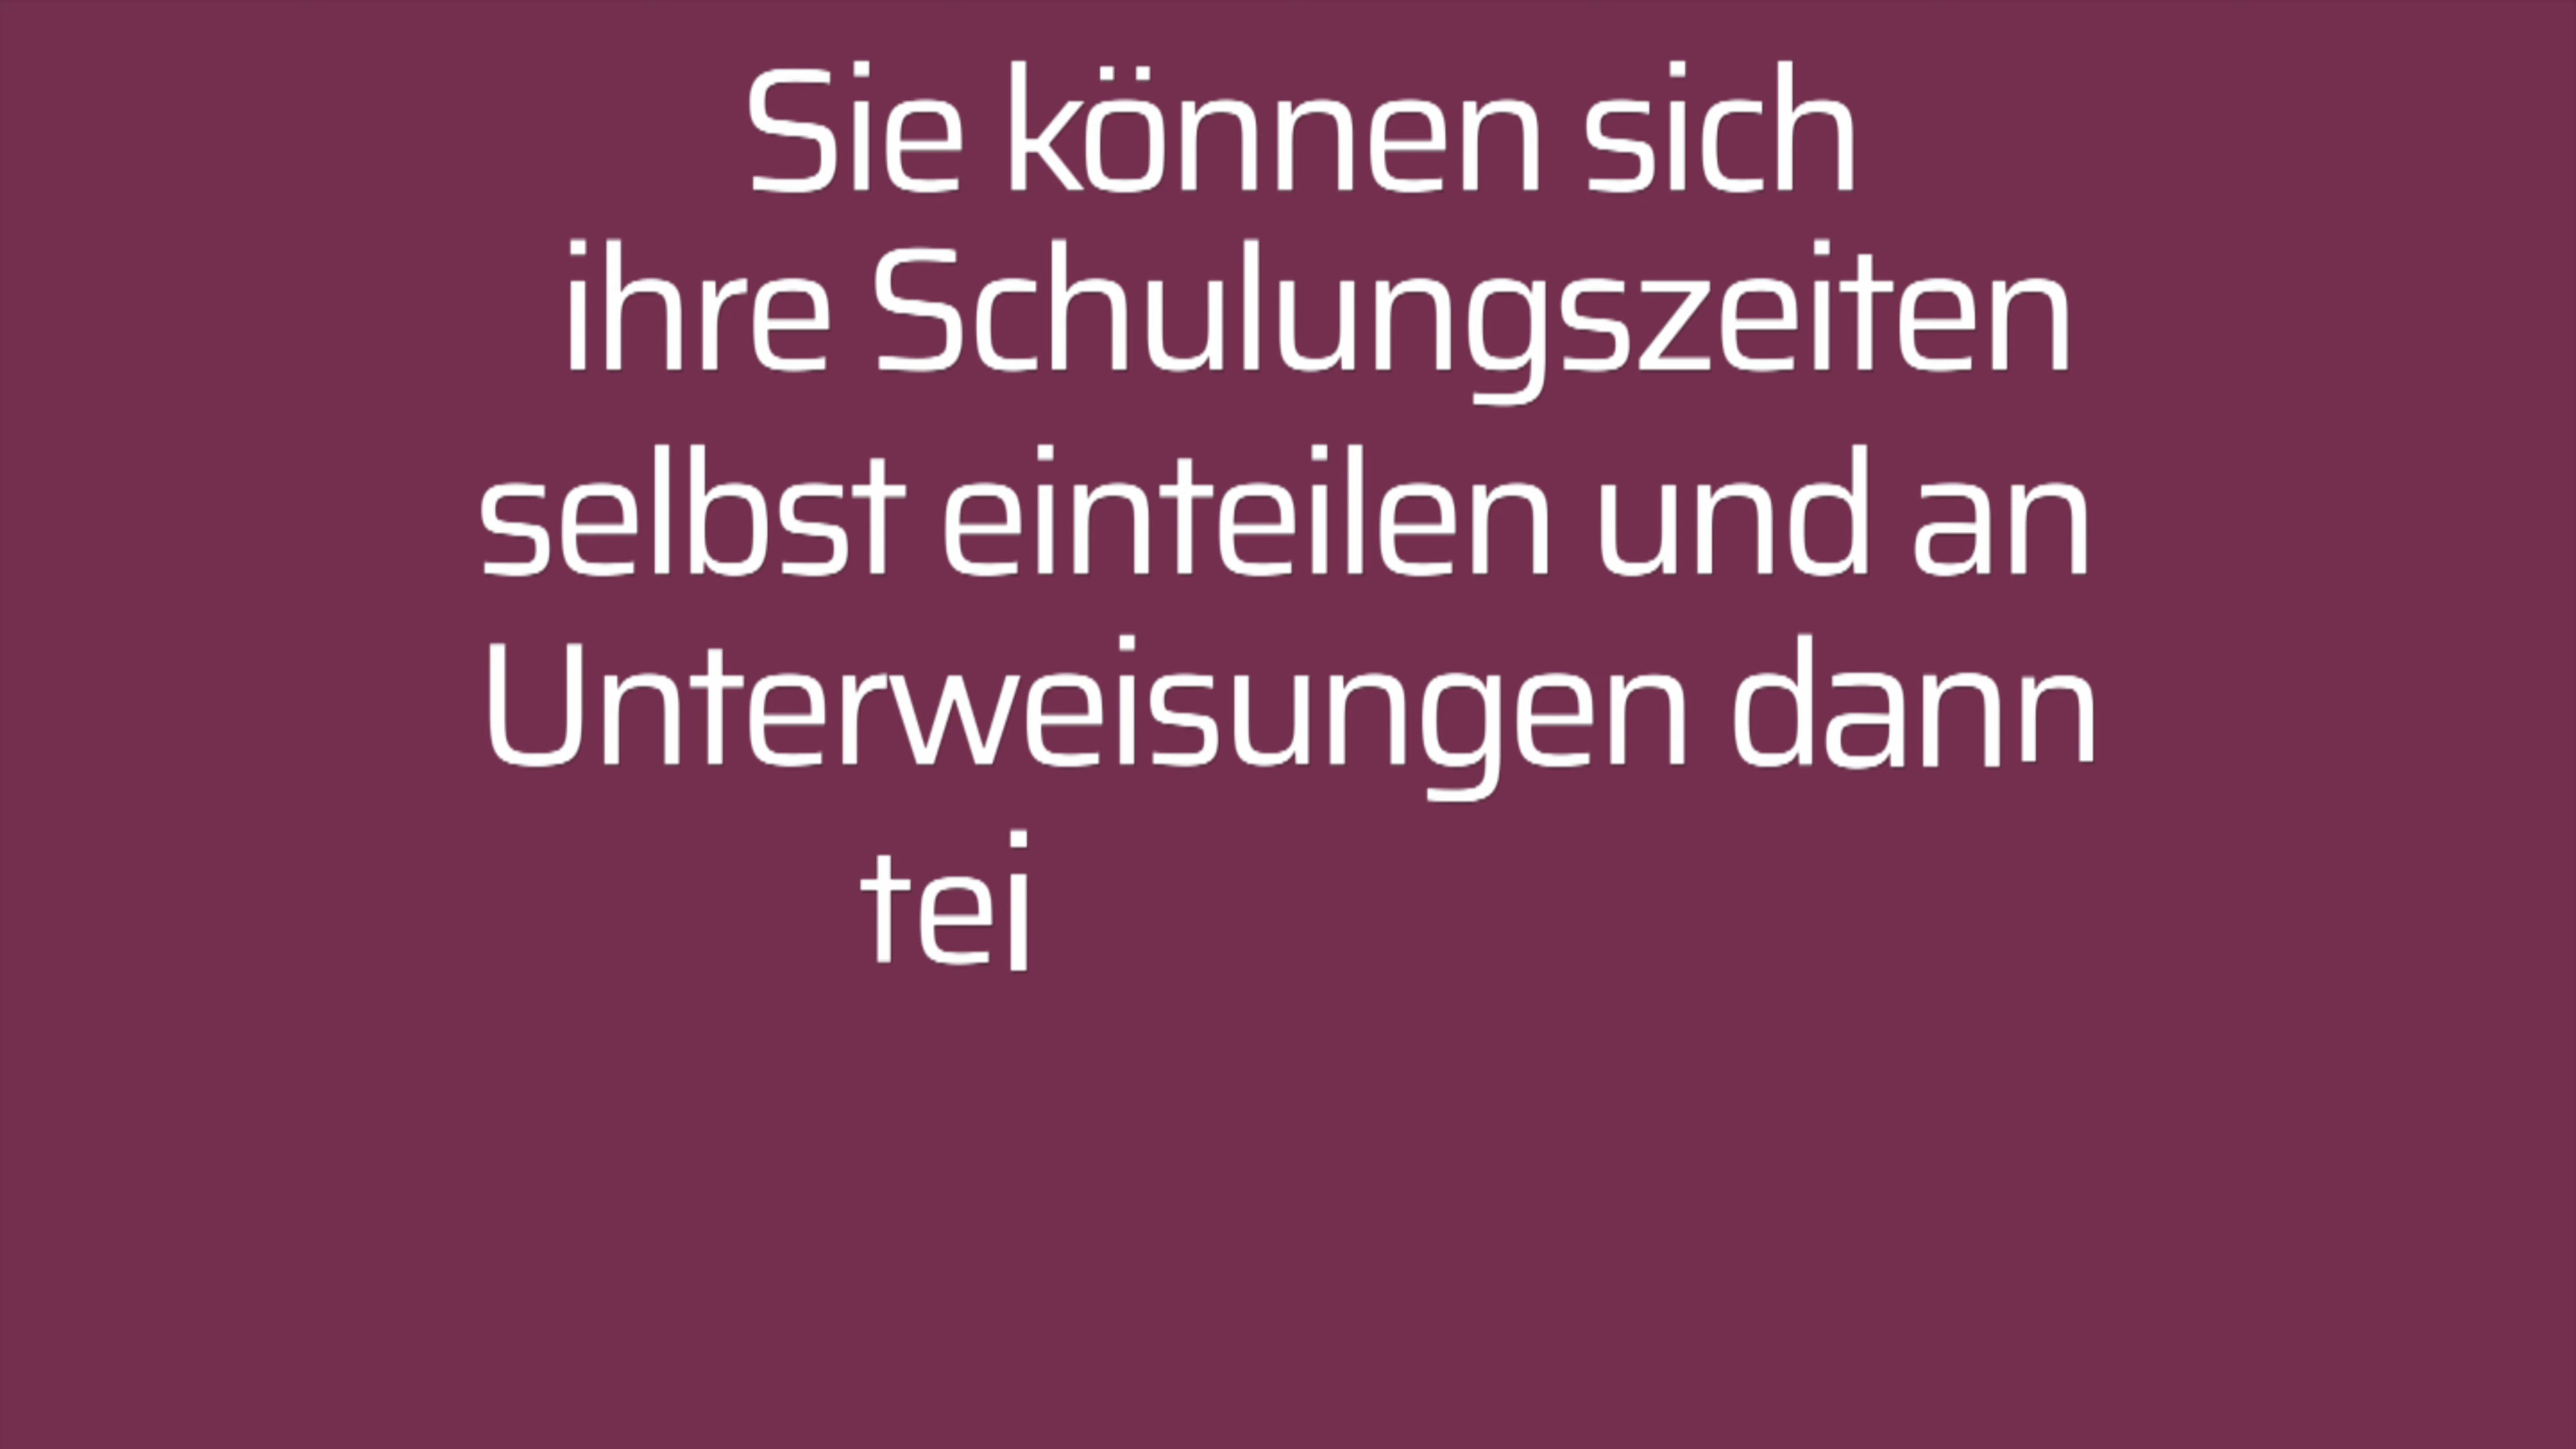 Sie können sich
ihre Schulungszeiten
selbst einteilen und an
Unterweisungen dann
tei